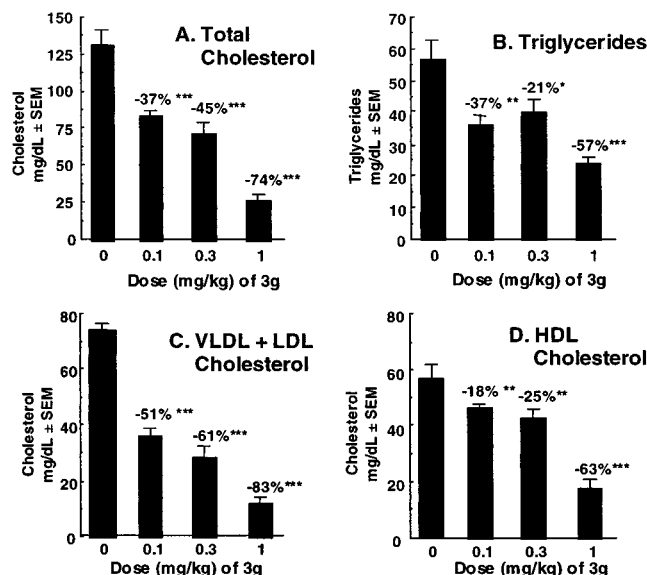 A. Total
Cholesterol
150
125
100
75
50
25
0
Cholesterol
mg/dL ± SEM
-37% ***
-45% ***
-74% ***
0 0.1 0.3 1
Dose (mg/kg) of 3g
B. Triglycerides
70
60
50
40
30
20
10
0
Triglycerides
mg/dL ± SEM
-37% **
-21% *
-57% ***
0 0.1 0.3 1
Dose (mg/kg) of 3g
C. VLDL + LDL
Cholesterol
80
60
40
20
0
Cholesterol
mg/dL ± SEM
-51% ***
-61% ***
-83% ***
0 0.1 0.3 1
Dose (mg/kg) of 3g
D. HDL
Cholesterol
80
60
40
20
0
Cholesterol
mg/dL ± SEM
-18% **
-25% **
-63% ***
0 0.1 0.3 1
Dose (mg/kg) of 3g